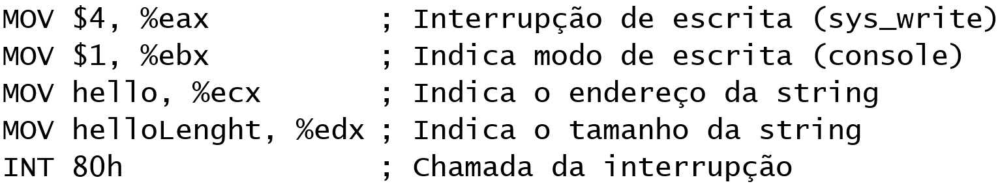 MOV $4, %eax ; Interrupção de escrita (sys_write)
MOV $1, %ebx ; Indica modo de escrita (console)
MOV hello, %ecx ; Indica o endereço da string
MOV helloLenght, %edx ; Indica o tamanho da string
INT 80h ; Chamada da interrupção